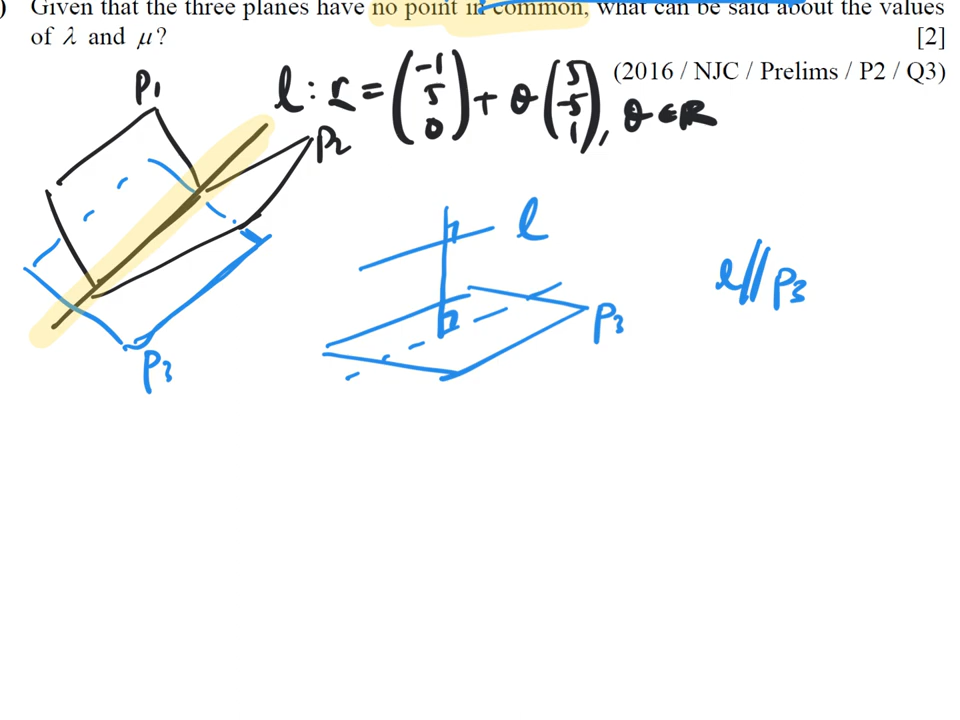 ) Given that the three planes have no point in common, what can be said about the values
of λ and μ? [2]
(2016 / NJC / Prelims / P2 / Q3)
l : r = (-1 5 0) + θ (5 -5 1), θ ∈ R
P1
P2
l
l // P3
P3
P3